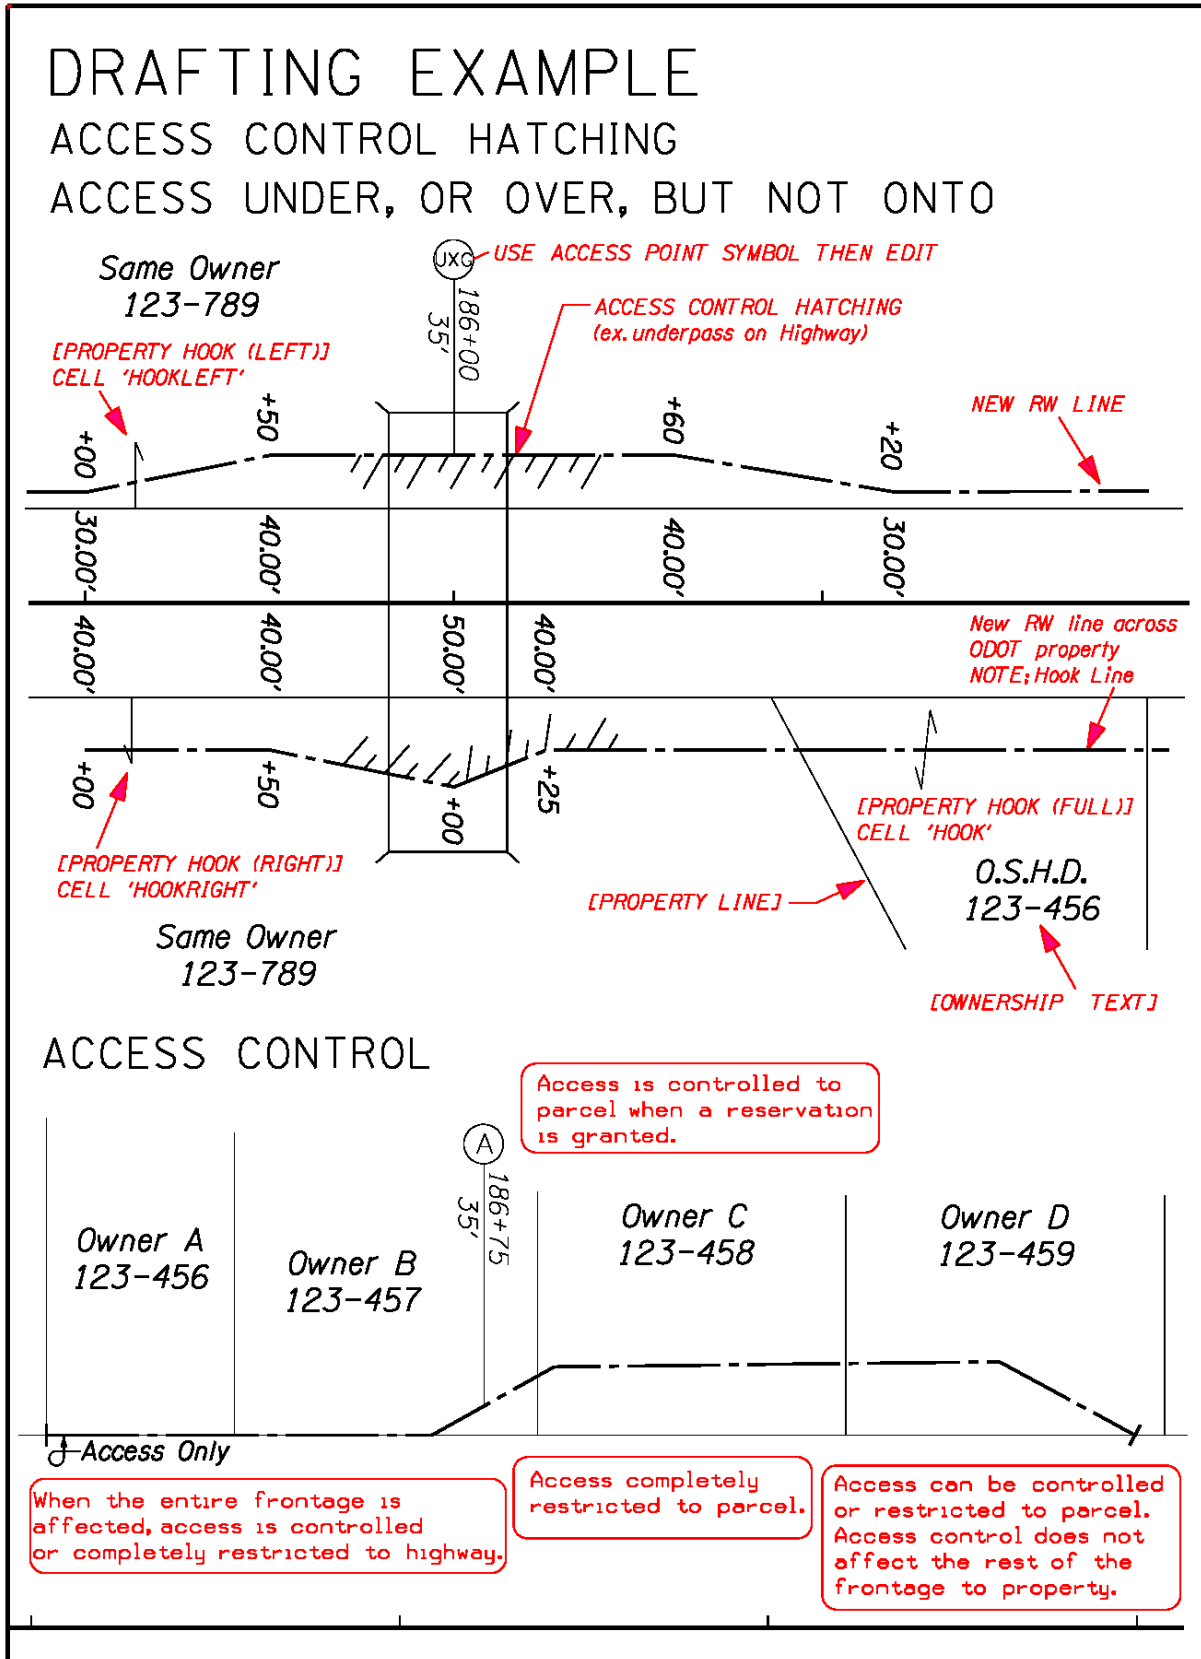 DRAFTING EXAMPLE
ACCESS CONTROL HATCHING
ACCESS UNDER, OR OVER, BUT NOT ONTO
Same Owner
123-789
UXG
USE ACCESS POINT SYMBOL THEN EDIT
186+00
35'
ACCESS CONTROL HATCHING
(ex. underpass on Highway)
[PROPERTY HOOK (LEFT)]
CELL 'HOOKLEFT'
NEW RW LINE
+00
+50
+60
+20
30.00'
40.00'
40.00'
30.00'
40.00'
40.00'
50.00'
40.00'
New RW line across
ODOT property
NOTE; Hook Line
+00
+50
+00
+25
[PROPERTY HOOK (FULL)]
CELL 'HOOK'
[PROPERTY HOOK (RIGHT)]
CELL 'HOOKRIGHT'
[PROPERTY LINE]
O.S.H.D.
123-456
Same Owner
123-789
[OWNERSHIP TEXT]
ACCESS CONTROL
Access is controlled to
parcel when a reservation
is granted.
A
186+75
35'
Owner A
123-456
Owner B
123-457
Owner C
123-458
Owner D
123-459
Access Only
When the entire frontage is
affected, access is controlled
or completely restricted to highway.
Access completely
restricted to parcel.
Access can be controlled
or restricted to parcel.
Access control does not
affect the rest of the
frontage to property.